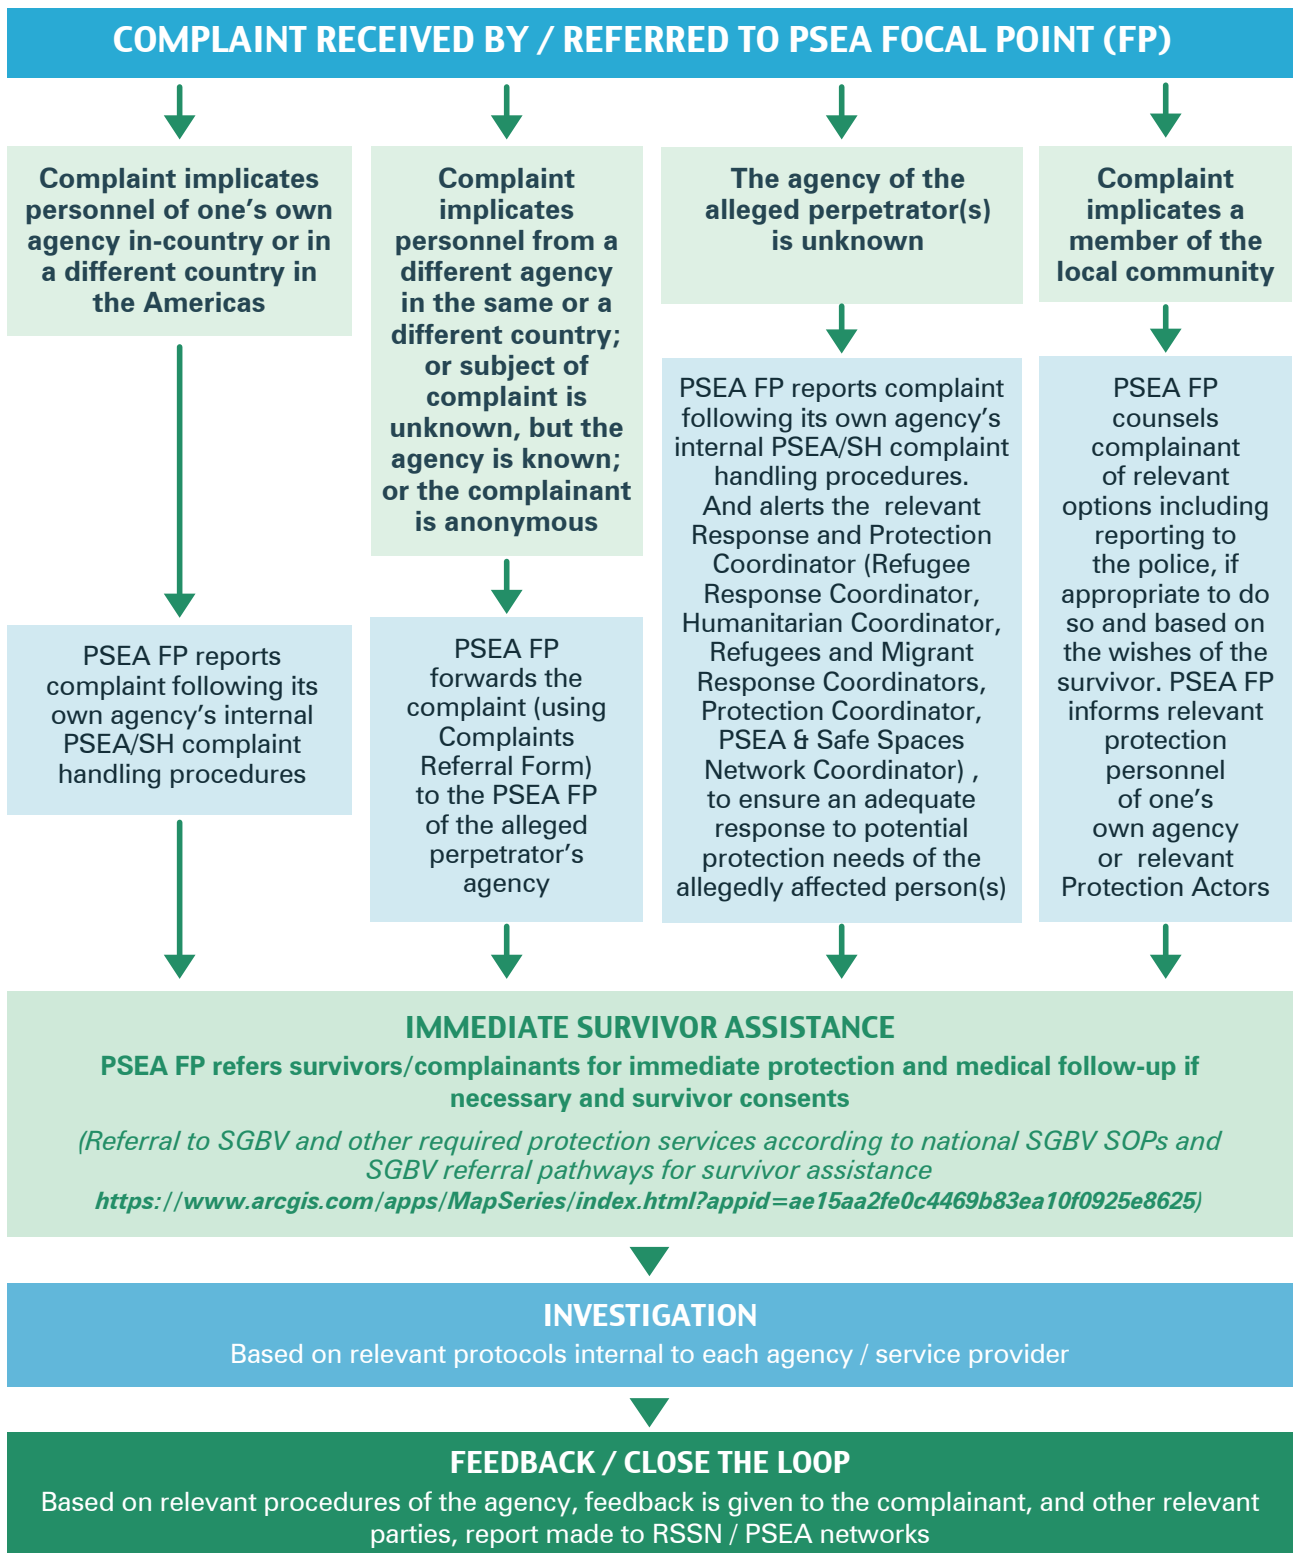 COMPLAINT RECEIVED BY / REFERRED TO PSEA FOCAL POINT (FP)
Complaint implicates
personnel of one's own
agency in-country or in
a different country in
the Americas
PSEA FP reports
complaint following its
own agency's internal
PSEA/SH complaint
handling procedures
Complaint
implicates
personnel from a
different agency
in the same or a
different country;
or subject of
complaint is
unknown, but the
agency is known;
or the complainant
is anonymous
PSEA FP
forwards the
complaint (using
Complaints
Referral Form)
to the PSEA FP
of the alleged
perpetrator's
agency
The agency of the
alleged perpetrator(s)
is unknown
PSEA FP reports complaint
following its own agency's
internal PSEA/SH complaint
handling procedures.
And alerts the relevant
Response and Protection
Coordinator (Refugee
Response Coordinator,
Humanitarian Coordinator,
Refugees and Migrant
Response Coordinators,
Protection Coordinator,
PSEA & Safe Spaces
Network Coordinator) ,
to ensure an adequate
response to potential
protection needs of the
allegedly affected person(s)
Complaint
implicates a
member of the
local community
PSEA FP
counsels
complainant
of relevant
options including
reporting to
the police, if
appropriate to do
so and based on
the wishes of the
survivor. PSEA FP
informs relevant
protection
personnel
of one's
own agency
or relevant
Protection Actors
IMMEDIATE SURVIVOR ASSISTANCE
PSEA FP refers survivors/complainants for immediate protection and medical follow-up if
necessary and survivor consents
(Referral to SGBV and other required protection services according to national SGBV SOPs and
SGBV referral pathways for survivor assistance
https://www.arcgis.com/apps/MapSeries/index.html?appid=ae15aa2fe0c4469b83ea10f0925e8625)
INVESTIGATION
Based on relevant protocols internal to each agency / service provider
FEEDBACK / CLOSE THE LOOP
Based on relevant procedures of the agency, feedback is given to the complainant, and other relevant
parties, report made to RSSN / PSEA networks